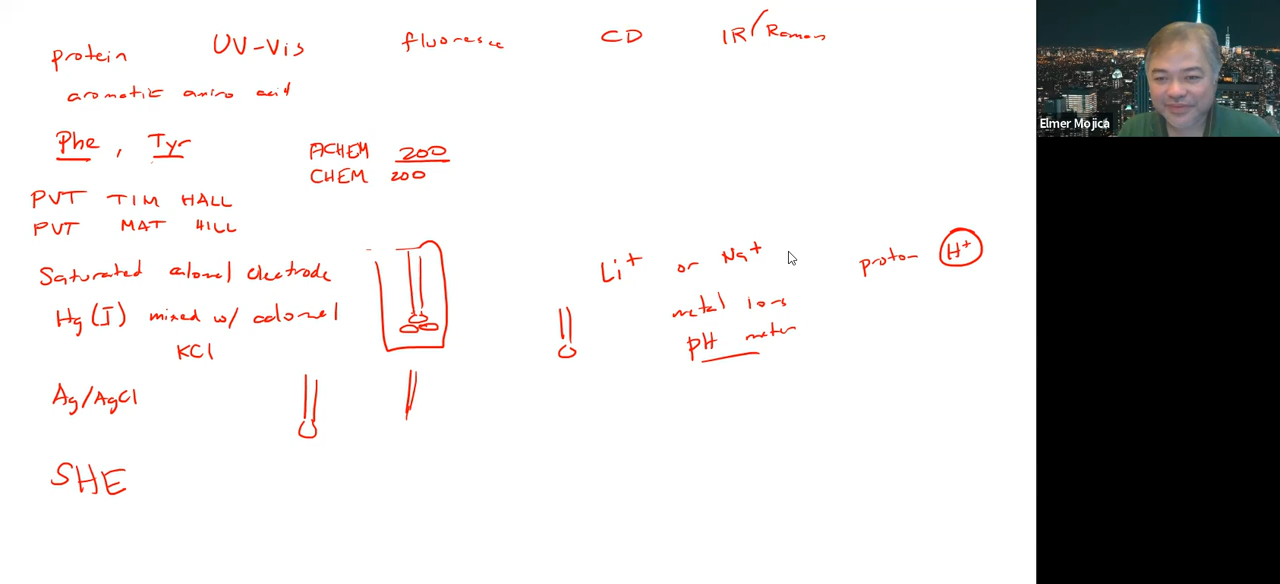 protein UV-Vis fluoresce CD IR/Raman
aromatic amino acid
Phe, Tyr
ACHEM 200
CHEM 200
PVT TIM HALL
PVT MAT HILL
Saturated calomel electrode
Hg(I) mixed w/ calomel
KCl
Ag/AgCl
SHE
Li+ or Na+
metal ions
pH meter
proton H+
Elmer Mojica